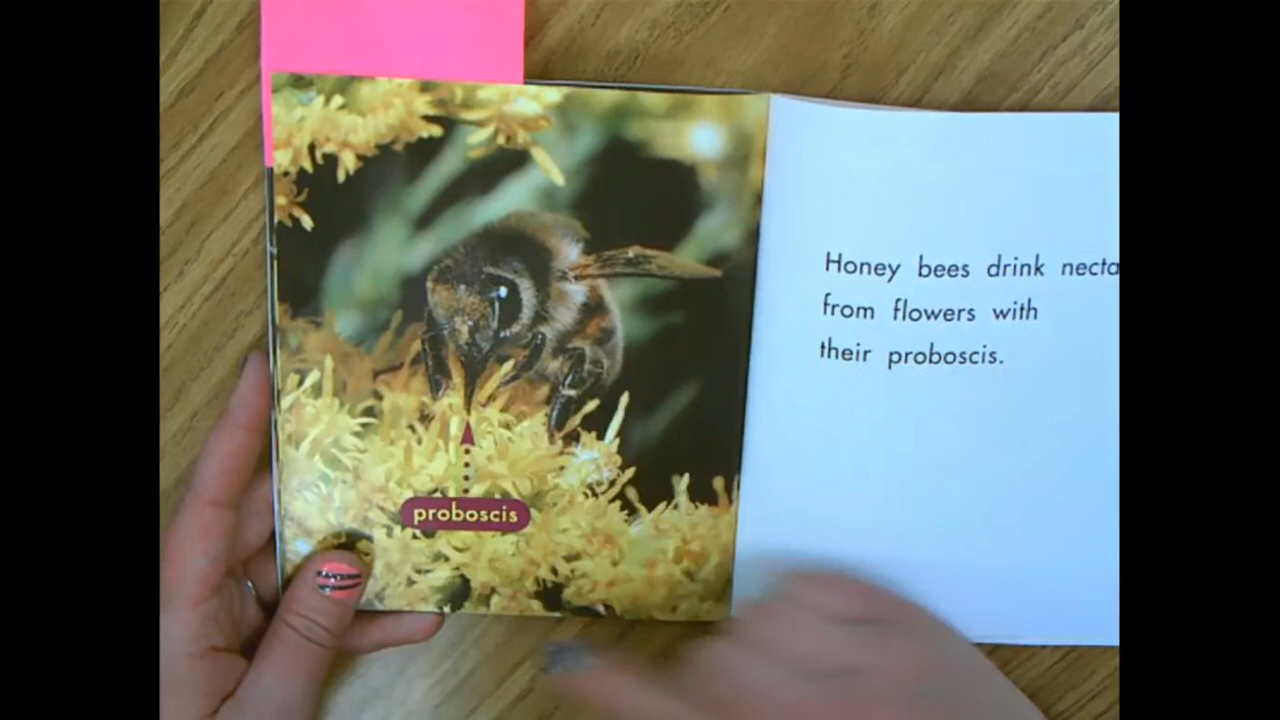 proboscis
Honey bees drink necta
from flowers with
their proboscis.